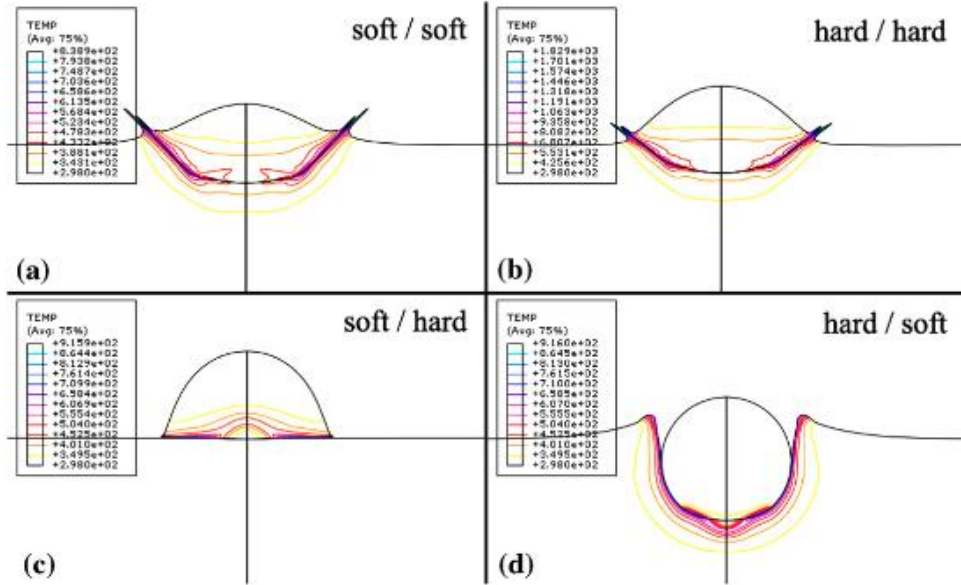 TEMP
(Avg: 75%)
+8.389e+02
+7.938e+02
+7.487e+02
+7.036e+02
+6.586e+02
+6.135e+02
+5.684e+02
+5.234e+02
+4.783e+02
+4.332e+02
+3.881e+02
+3.431e+02
+2.980e+02
soft / soft
(a)
TEMP
(Avg: 75%)
+1.829e+03
+1.701e+03
+1.574e+03
+1.446e+03
+1.318e+03
+1.191e+03
+1.063e+03
+9.358e+02
+8.082e+02
+5.531e+02
+4.256e+02
+2.980e+02
hard / hard
(b)
TEMP
(Avg: 75%)
+9.159e+02
+8.644e+02
+8.129e+02
+7.614e+02
+7.099e+02
+6.584e+02
+6.069e+02
+5.554e+02
+5.040e+02
+4.525e+02
+4.010e+02
+3.495e+02
+2.980e+02
soft / hard
(c)
TEMP
(Avg: 75%)
+9.160e+02
+8.645e+02
+8.130e+02
+7.615e+02
+7.100e+02
+6.585e+02
+6.070e+02
+5.555e+02
+5.040e+02
+4.525e+02
+4.010e+02
+3.495e+02
+2.980e+02
hard / soft
(d)